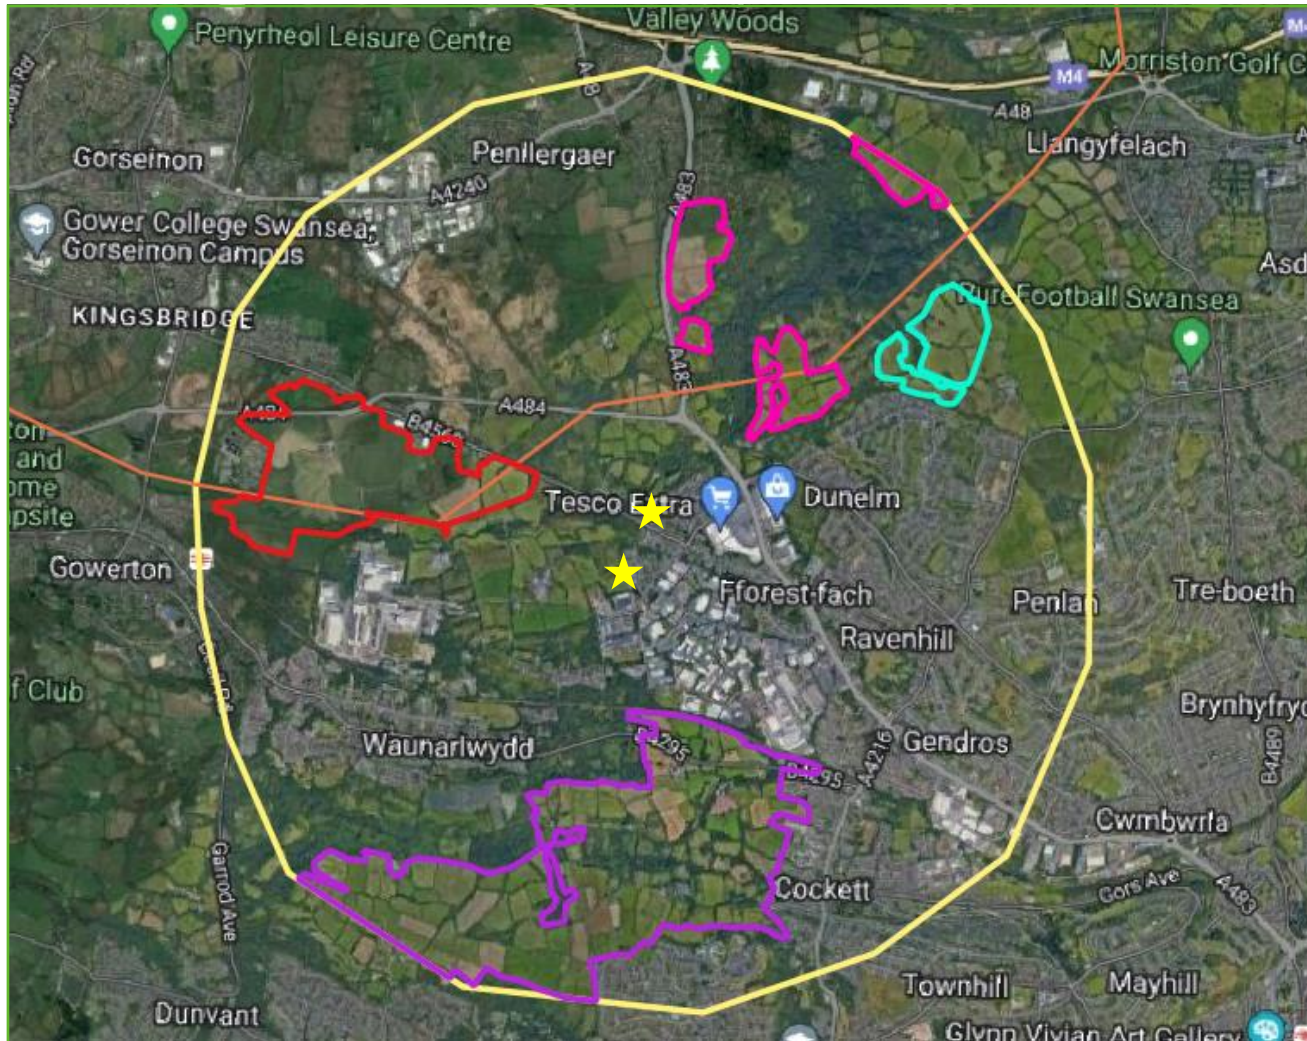 Valley Woods
Penyrheol Leisure Centre
M4
Morriston Golf C
A48
A48
Llangyfelach
Gorseinon
Penllergaer
A4240
A483
Gower College Swansea,
Gorseinon Campus
Asd
PureFootball Swansea
KINGSBRIDGE
A483
A484
A484
ton
and
ome
psite
Tesco Extra
Dunelm
Gowerton
Fforest-fach
Penlan
Tre-boeth
Ravenhill
f Club
Brynhyfryd
Waunarlwydd
B4295
Gendros
A4216
B4489
B4295
Cwmbwrla
Garrod Ave
Cockett
Gors Ave
A483
Townhill
Mayhill
Dunvant
Glynn Vivian Art Gallery